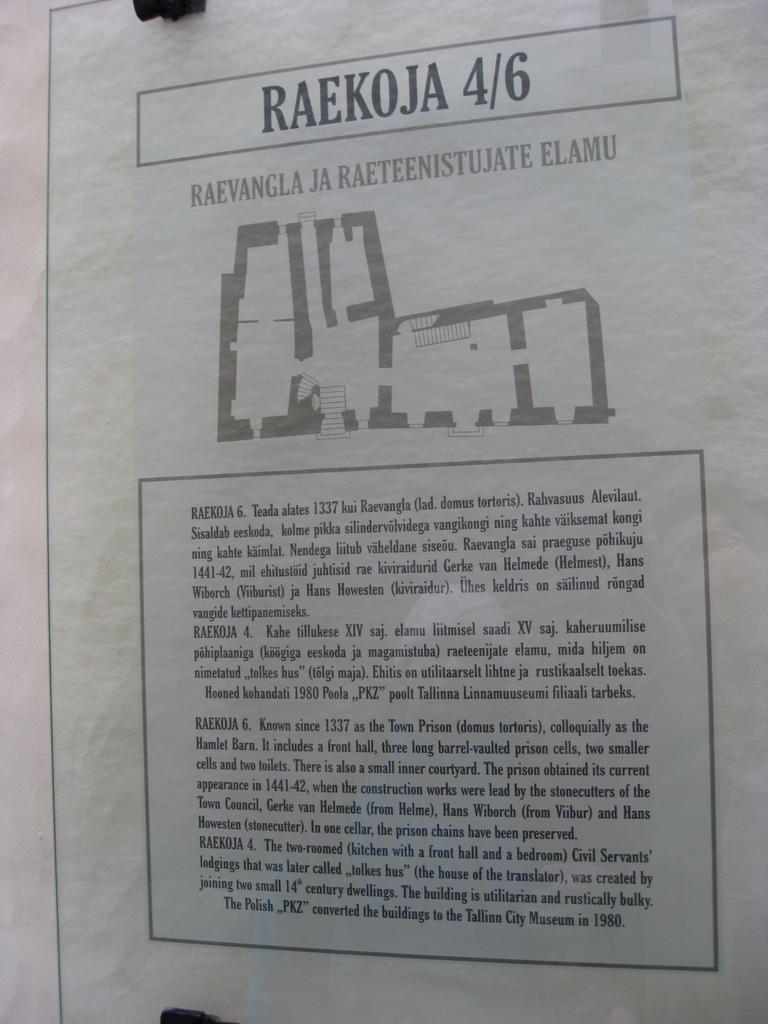 RAEKOJA 4/6
RAEVANGLA JA RAETEENISTUJATE ELAMU
RAEKOJA 6. Teada alates 1337 kui Raevangla (lad. domus tortoris). Rahvasuus Alevilaut.
Sisaldab eeskoda, kolme pikka silindervõlvidega vangikongi ning kahte väiksemat kongi
ning kahte käimlat. Nendega liitub väheldane siseõu. Raevangla sai praeguse põhikuju
1441-42, mil ehitustöid juhtisid rae kiviraidurid Gerke van Helmede (Helmest), Hans
Wiborch (Viiburist) ja Hans Howesten (kiviraidur). Ühes keldris on säilinud rõngad
vangide kettipanemiseks.
RAEKOJA 4. Kahe tillukese XIV saj. elamu liitmisel saadi XV saj. kaheruumilise
põhiplaaniga (köögiga eeskoda ja magamistuba) raeteenijate elamu, mida hiljem on
nimetatud „tolkes hus" (tõlgi maja). Ehitis on utilitaarselt lihtne ja rustikaalselt toekas.
Hooned kohandati 1980 Poola „PKZ" poolt Tallinna Linnamuuseumi filiaali tarbeks.
RAEKOJA 6. Known since 1337 as the Town Prison (domus tortoris), colloquially as the
Hamlet Barn. It includes a front hall, three long barrel-vaulted prison cells, two smaller
cells and two toilets. There is also a small inner courtyard. The prison obtained its current
appearance in 1441-42, when the construction works were lead by the stonecutters of the
Town Council, Gerke van Helmede (from Helme), Hans Wiborch (from Viibur) and Hans
Howesten (stonecutter). In one cellar, the prison chains have been preserved.
RAEKOJA 4. The two-roomed (kitchen with a front hall and a bedroom) Civil Servants'
lodgings that was later called „tolkes hus" (the house of the translator), was created by
joining two small 14th century dwellings. The building is utilitarian and rustically bulky.
The Polish „PKZ" converted the buildings to the Tallinn City Museum in 1980.